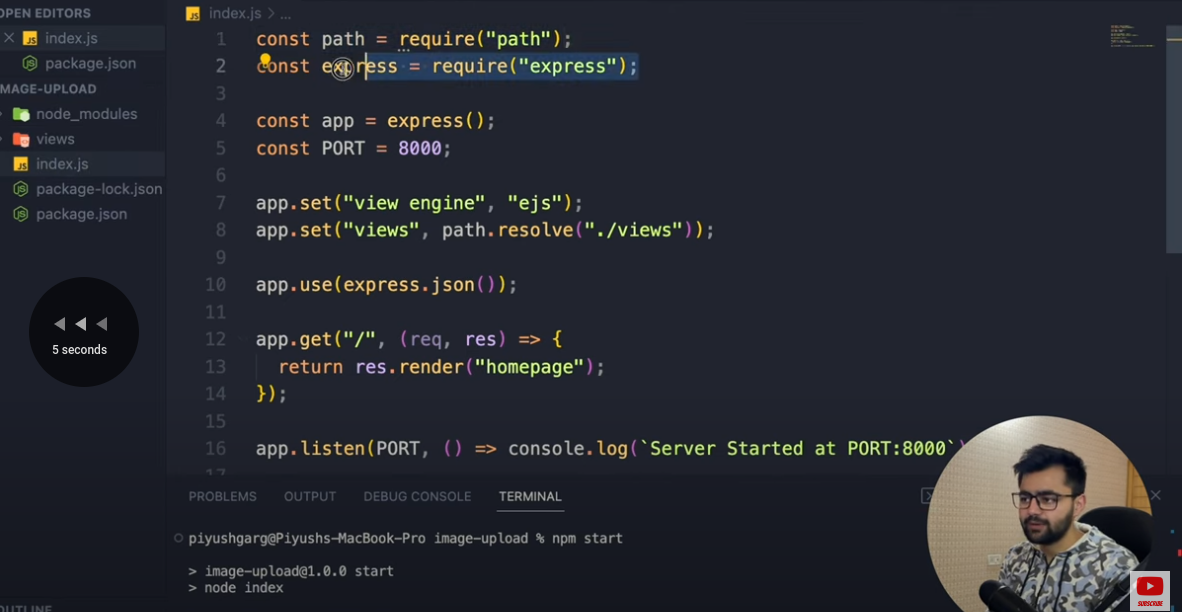 OPEN EDITORS
index.js
package.json
MAGE-UPLOAD
node_modules
views
index.js
package-lock.json
package.json
5 seconds
index.js > ...
1 const path = require("path");
2 const express = require("express");
3
4 const app = express();
5 const PORT = 8000;
6
7 app.set("view engine", "ejs");
8 app.set("views", path.resolve("./views"));
9
10 app.use(express.json());
11
12 app.get("/", (req, res) => {
13 return res.render("homepage");
14 });
15
16 app.listen(PORT, () => console.log(`Server Started at PORT:8000`)
17
PROBLEMS OUTPUT DEBUG CONSOLE TERMINAL
piyushgarg@Piyushs-MacBook-Pro image-upload % npm start
> image-upload@1.0.0 start
> node index
OUTLINE
SUBSCRIBE